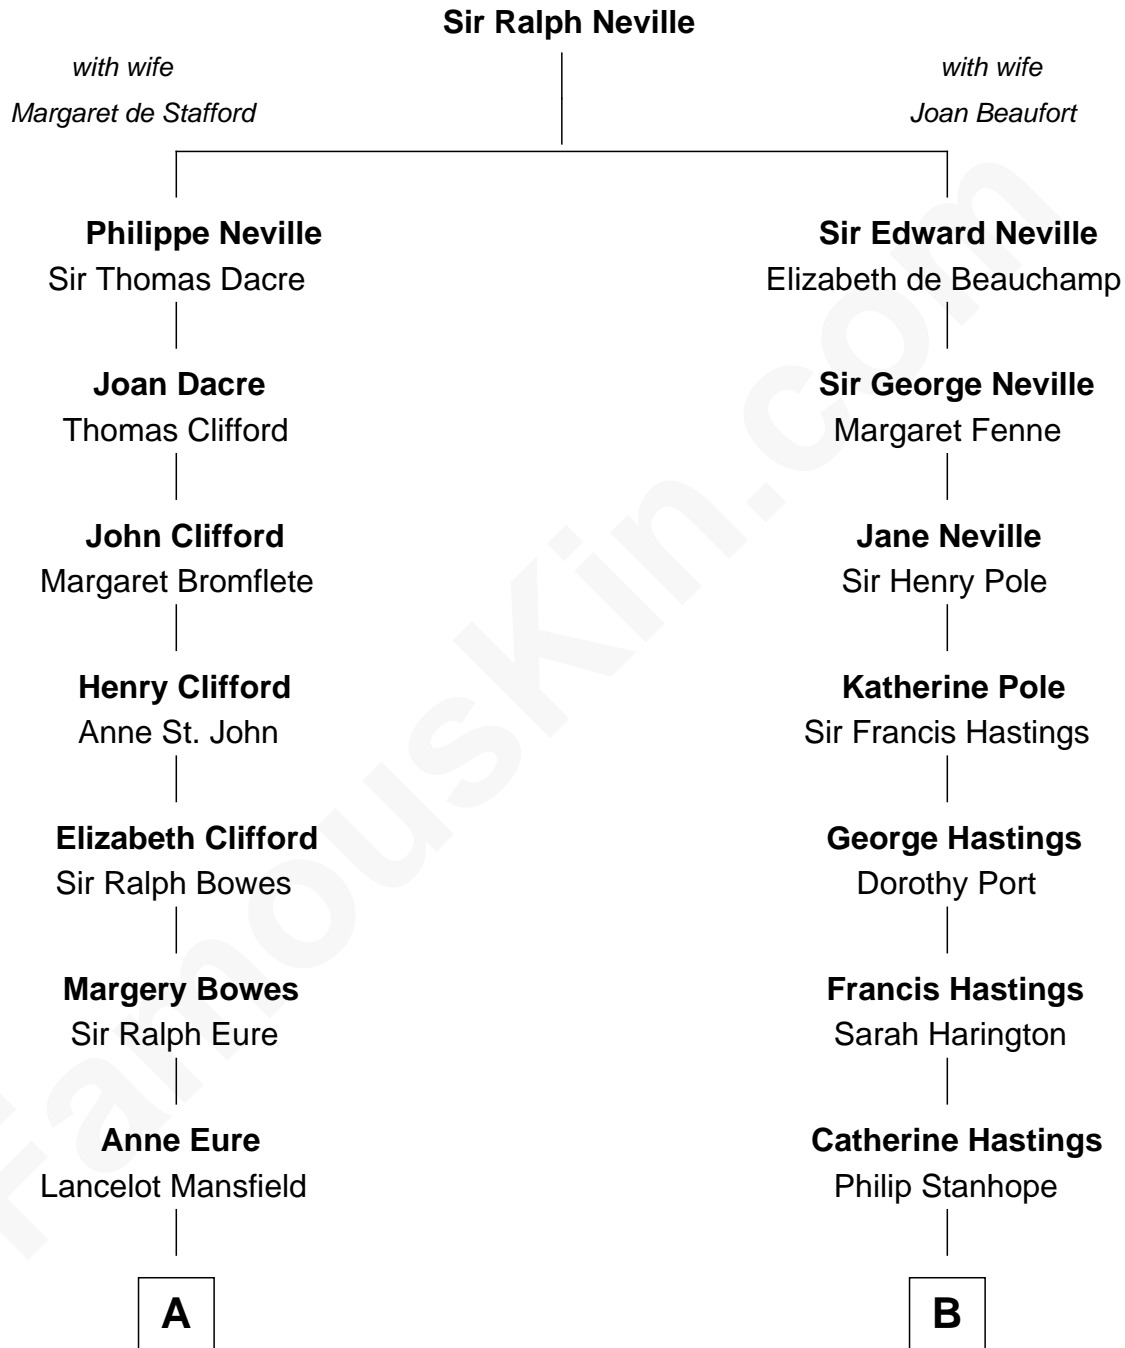 Sir Ralph Neville
with wife
Margaret de Stafford
with wife
Joan Beaufort
Philippe Neville
Sir Thomas Dacre
Sir Edward Neville
Elizabeth de Beauchamp
Joan Dacre
Thomas Clifford
Sir George Neville
Margaret Fenne
John Clifford
Margaret Bromflete
Jane Neville
Sir Henry Pole
Henry Clifford
Anne St. John
Katherine Pole
Sir Francis Hastings
Elizabeth Clifford
Sir Ralph Bowes
George Hastings
Dorothy Port
Margery Bowes
Sir Ralph Eure
Francis Hastings
Sarah Harington
Anne Eure
Lancelot Mansfield
Catherine Hastings
Philip Stanhope
A
B
FamousKin.com